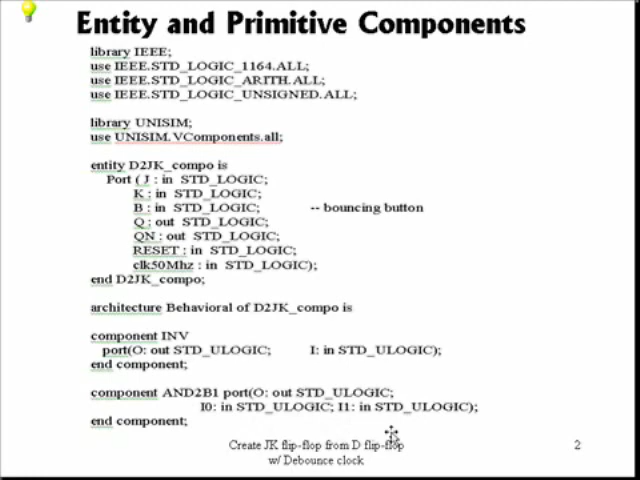 Entity and Primitive Components
library IEEE;
use IEEE.STD_LOGIC_1164.ALL;
use IEEE.STD_LOGIC_ARITH.ALL;
use IEEE.STD_LOGIC_UNSIGNED.ALL;
library UNISIM;
use UNISIM.VComponents.all;
entity D2JK_compo is
Port ( J : in STD_LOGIC;
K : in STD_LOGIC;
B : in STD_LOGIC; -- bouncing button
Q : out STD_LOGIC;
QN : out STD_LOGIC;
RESET : in STD_LOGIC;
clk50Mhz : in STD_LOGIC);
end D2JK_compo;
architecture Behavioral of D2JK_compo is
component INV
port(O: out STD_ULOGIC; I: in STD_ULOGIC);
end component;
component AND2B1 port(O: out STD_ULOGIC;
I0: in STD_ULOGIC; I1: in STD_ULOGIC);
end component;
Create JK flip-flop from D flip-flop
w/ Debounce clock
2